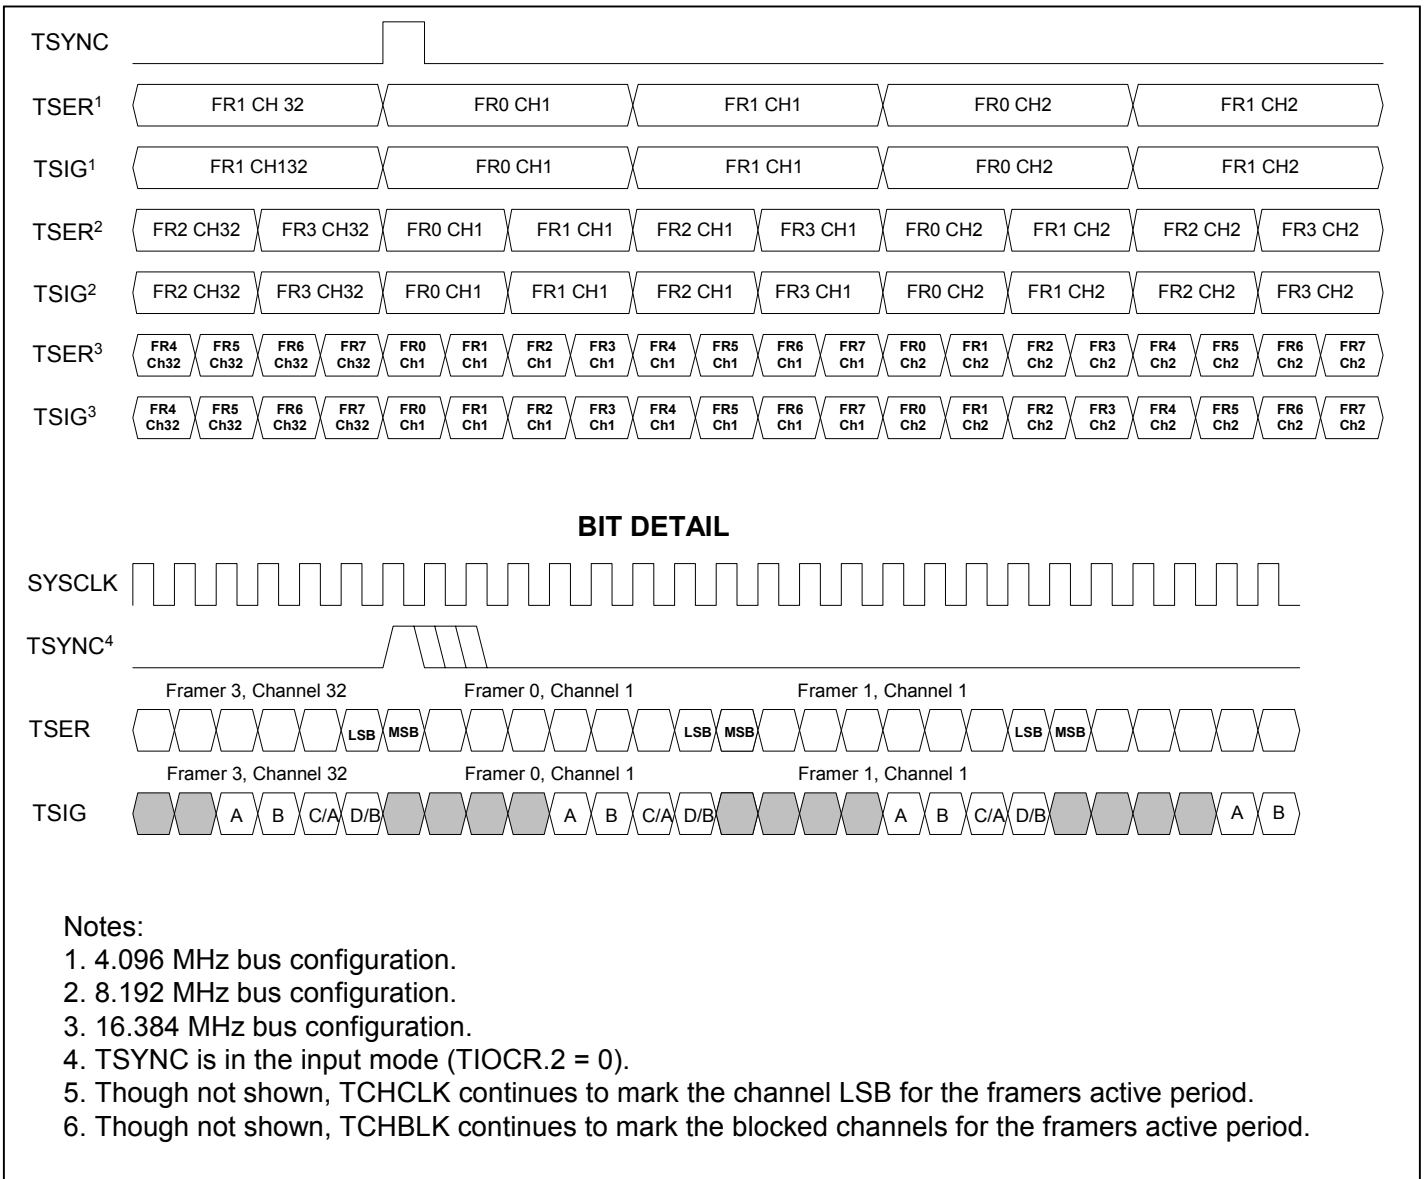 TSYNC
TSER¹ FR1 CH 32 FR0 CH1 FR1 CH1 FR0 CH2 FR1 CH2
TSIG¹ FR1 CH132 FR0 CH1 FR1 CH1 FR0 CH2 FR1 CH2
TSER² FR2 CH32 FR3 CH32 FR0 CH1 FR1 CH1 FR2 CH1 FR3 CH1 FR0 CH2 FR1 CH2 FR2 CH2 FR3 CH2
TSIG² FR2 CH32 FR3 CH32 FR0 CH1 FR1 CH1 FR2 CH1 FR3 CH1 FR0 CH2 FR1 CH2 FR2 CH2 FR3 CH2
TSER³ FR4 Ch32 FR5 Ch32 FR6 Ch32 FR7 Ch32 FR0 Ch1 FR1 Ch1 FR2 Ch1 FR3 Ch1 FR4 Ch1 FR5 Ch1 FR6 Ch1 FR7 Ch1 FR0 Ch2 FR1 Ch2 FR2 Ch2 FR3 Ch2 FR4 Ch2 FR5 Ch2 FR6 Ch2 FR7 Ch2
TSIG³ FR4 Ch32 FR5 Ch32 FR6 Ch32 FR7 Ch32 FR0 Ch1 FR1 Ch1 FR2 Ch1 FR3 Ch1 FR4 Ch1 FR5 Ch1 FR6 Ch1 FR7 Ch1 FR0 Ch2 FR1 Ch2 FR2 Ch2 FR3 Ch2 FR4 Ch2 FR5 Ch2 FR6 Ch2 FR7 Ch2
BIT DETAIL
SYSCLK
TSYNC⁴
Framer 3, Channel 32 Framer 0, Channel 1 Framer 1, Channel 1
TSER LSB MSB LSB MSB LSB MSB
Framer 3, Channel 32 Framer 0, Channel 1 Framer 1, Channel 1
TSIG A B C/A D/B A B C/A D/B A B C/A D/B A B
Notes:
1. 4.096 MHz bus configuration.
2. 8.192 MHz bus configuration.
3. 16.384 MHz bus configuration.
4. TSYNC is in the input mode (TIOCR.2 = 0).
5. Though not shown, TCHCLK continues to mark the channel LSB for the framers active period.
6. Though not shown, TCHBLK continues to mark the blocked channels for the framers active period.